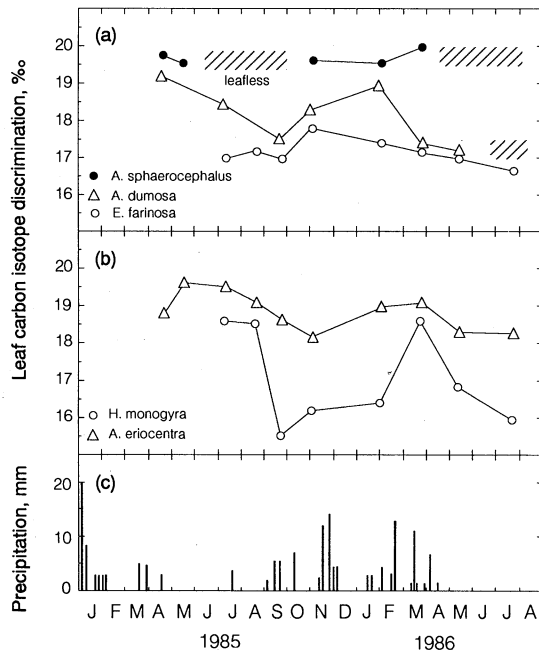 Leaf carbon isotope discrimination, ‰
(a)
20
19
18
17
16
leafless
A. sphaerocephalus
A. dumosa
E. farinosa
(b)
20
19
18
17
16
H. monogyra
A. eriocentra
Precipitation, mm
(c)
20
10
0
J F M A M J J A S O N D J F M A M J J A
1985 1986